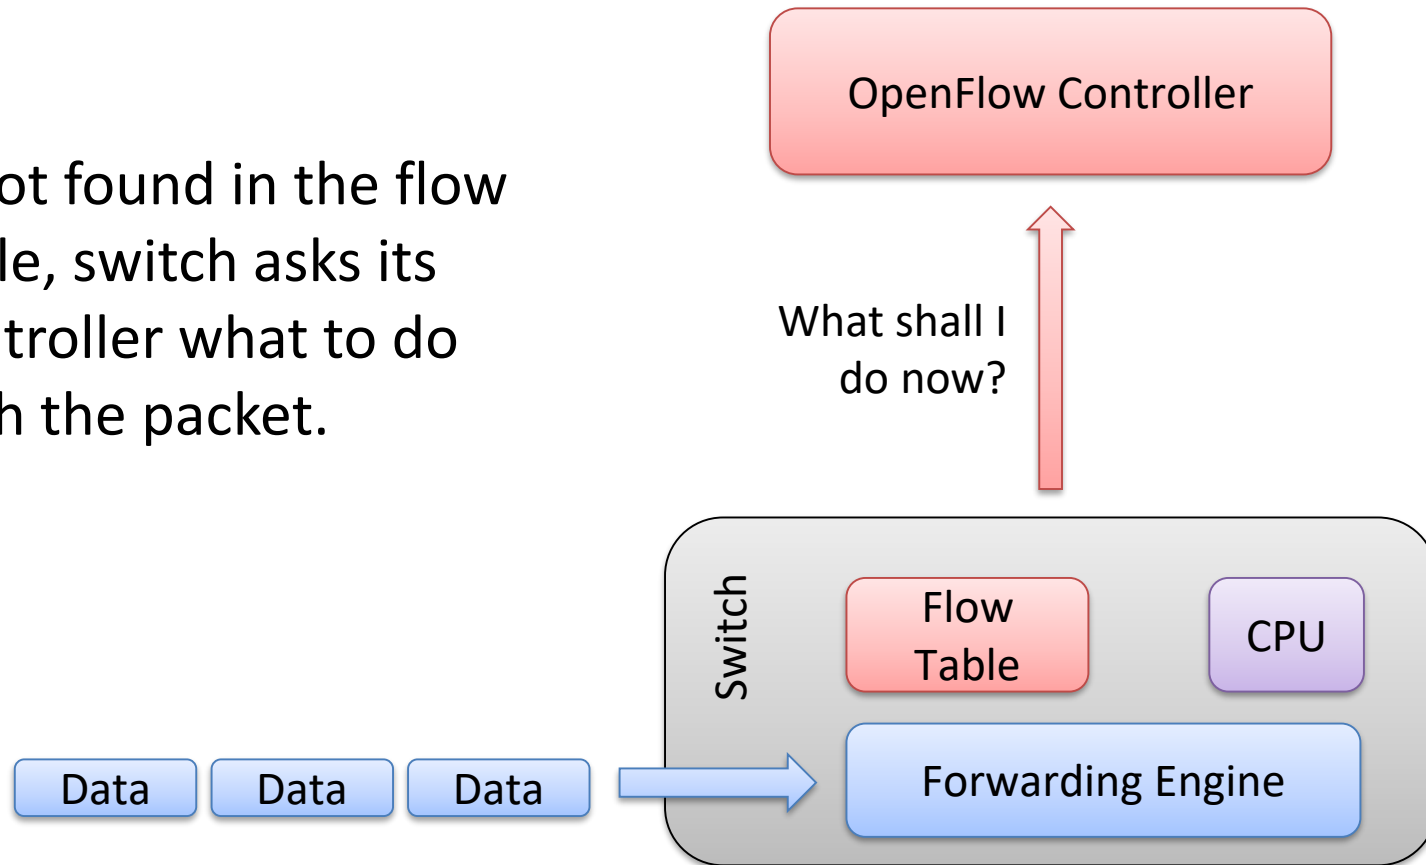 OpenFlow Controller
ot found in the flow
le, switch asks its
troller what to do
h the packet.
What shall I
do now?
Switch
Flow
Table
CPU
Data Data Data
Forwarding Engine